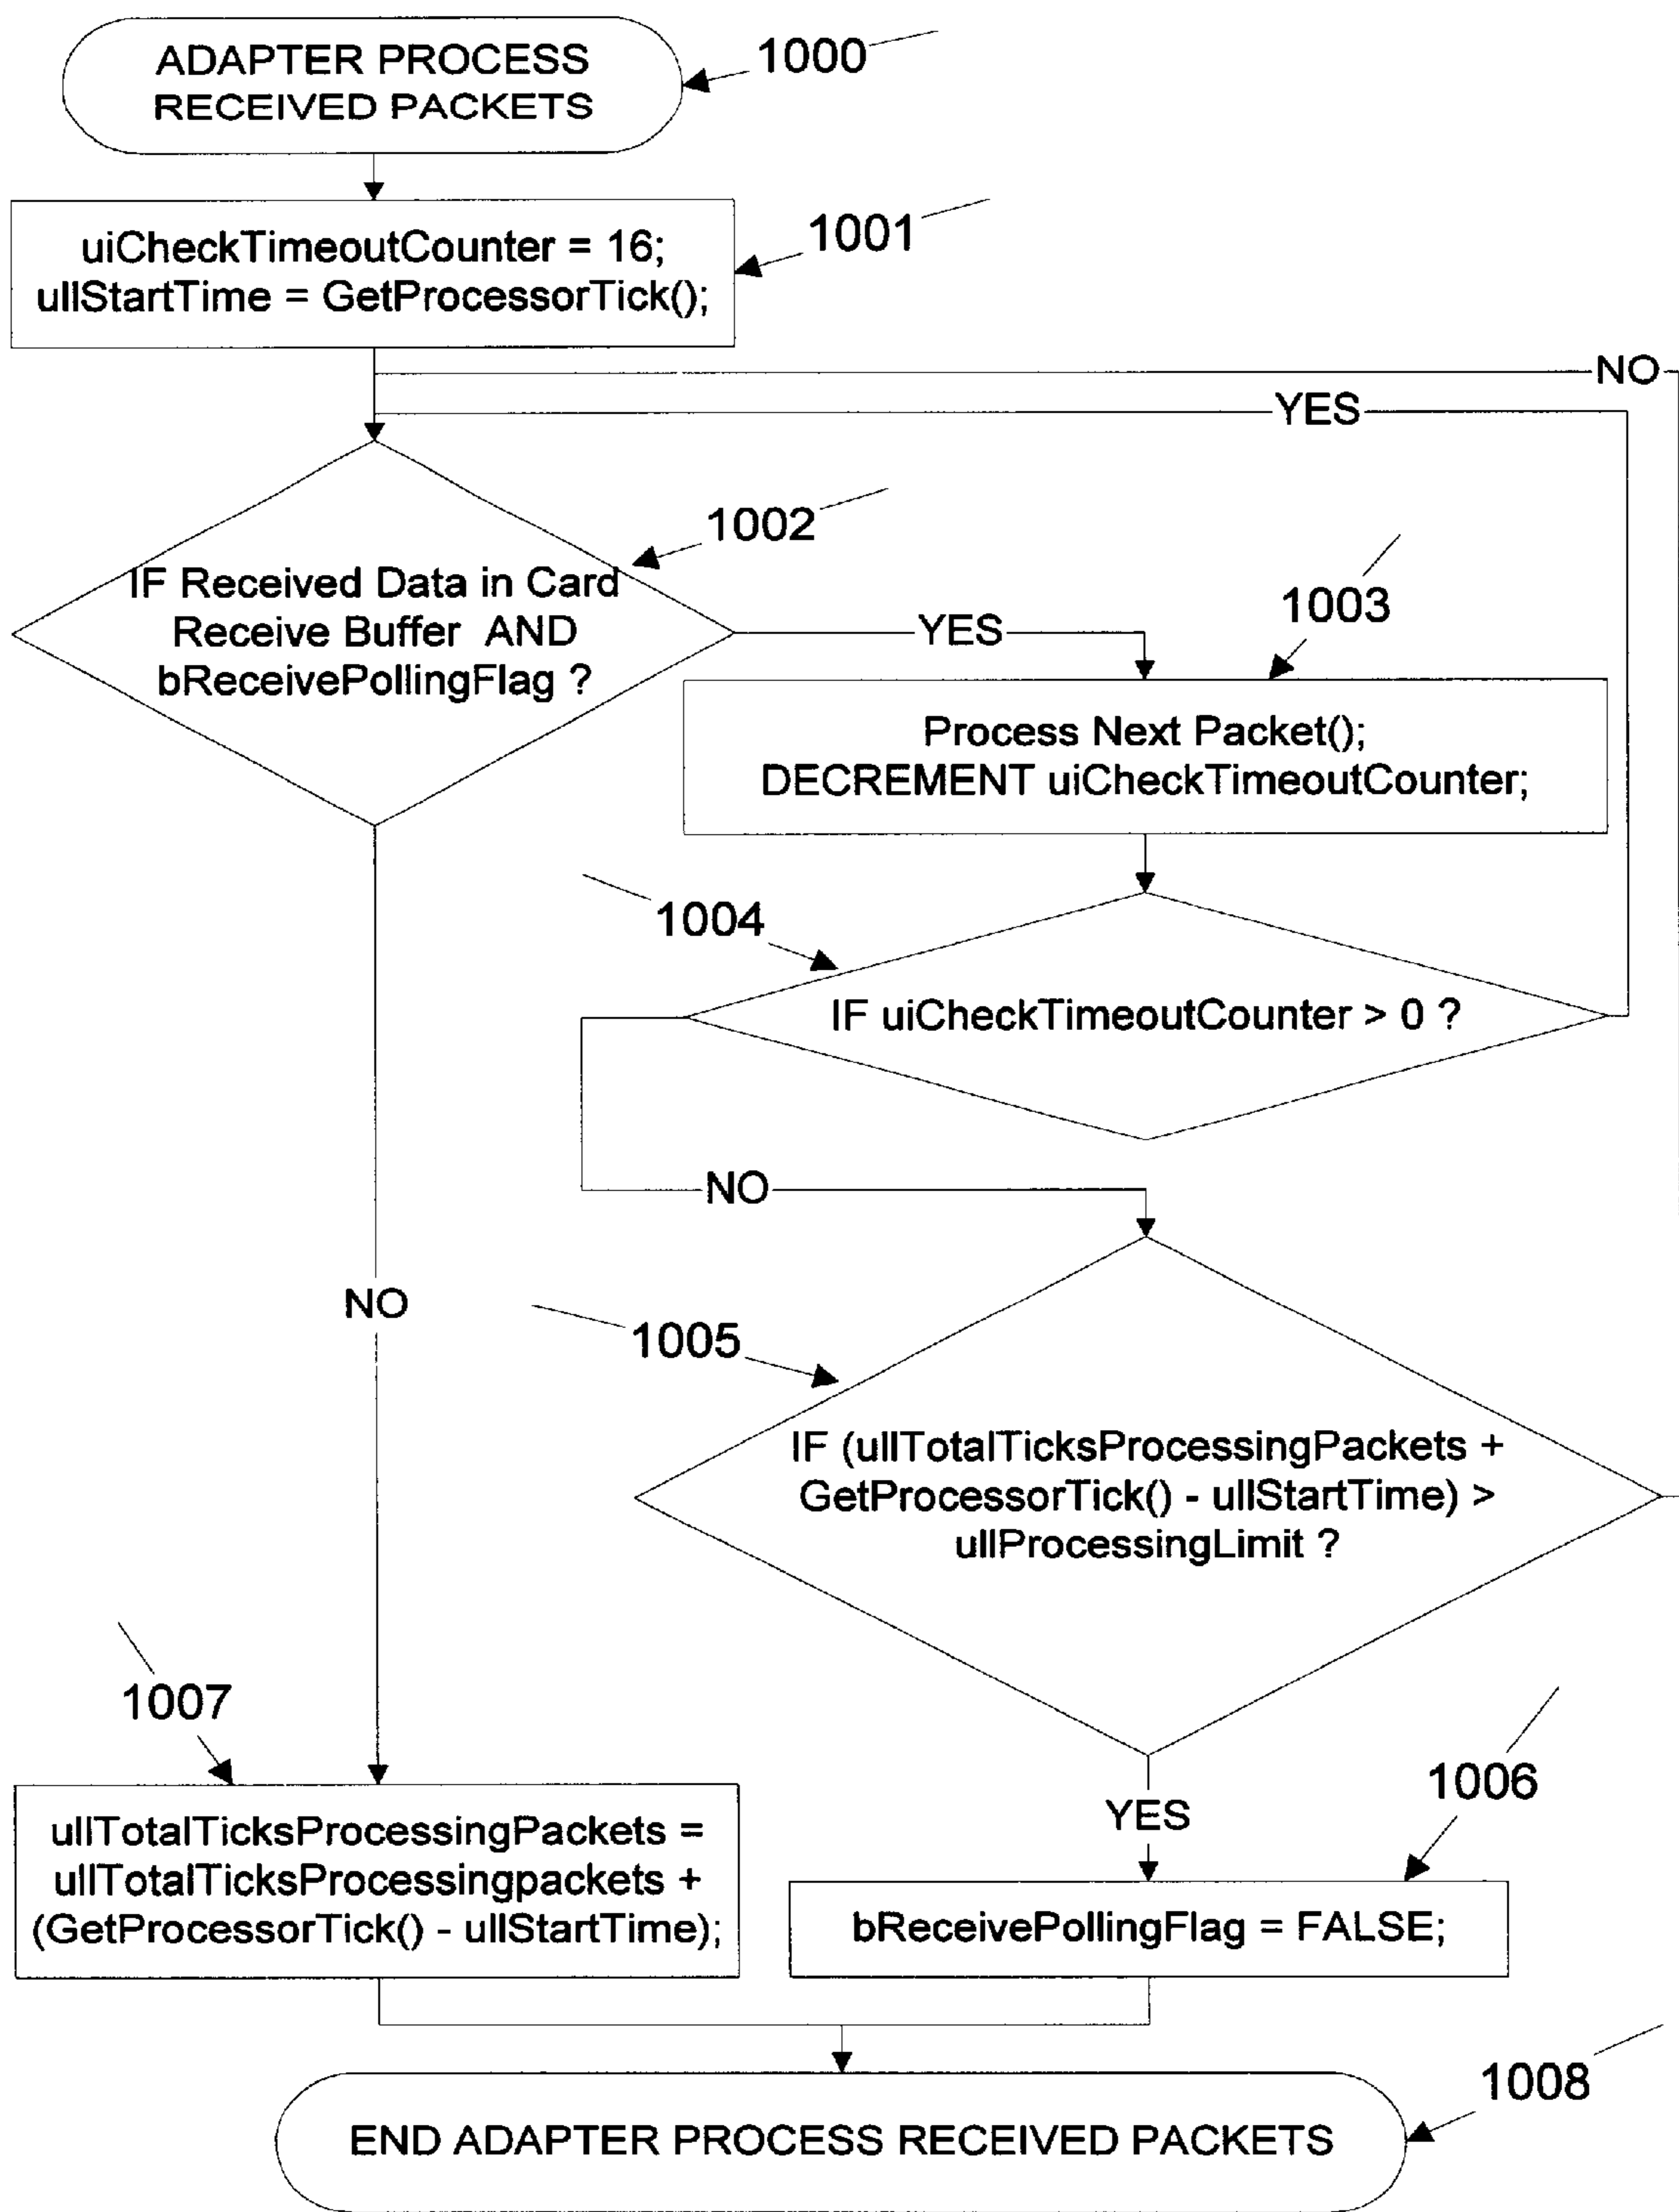 ADAPTER PROCESS
RECEIVED PACKETS
1000
uiCheckTimeoutCounter = 16;
ullStartTime = GetProcessorTick();
1001
NO
YES
IF Received Data in Card
Receive Buffer AND
bReceivePollingFlag ?
1002
YES
1003
Process Next Packet();
DECREMENT uiCheckTimeoutCounter;
1004
IF uiCheckTimeoutCounter > 0 ?
NO
NO
1005
IF (ullTotalTicksProcessingPackets +
GetProcessorTick() - ullStartTime) >
ullProcessingLimit ?
1007
YES
1006
ullTotalTicksProcessingPackets =
ullTotalTicksProcessingpackets +
(GetProcessorTick() - ullStartTime);
bReceivePollingFlag = FALSE;
1008
END ADAPTER PROCESS RECEIVED PACKETS